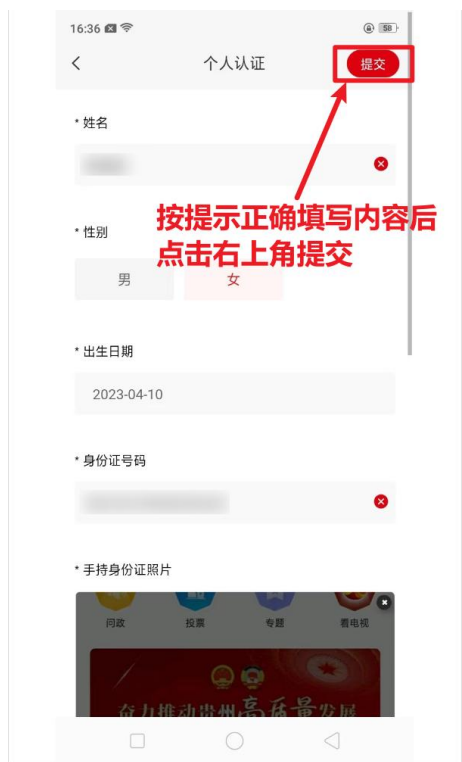 16:36
58
个人认证
提交
* 姓名
按提示正确填写内容后
点击右上角提交
* 性别
男
女
* 出生日期
2023-04-10
* 身份证号码
* 手持身份证照片
问政
投票
专题
看电视
奋力推动贵州高质量发展